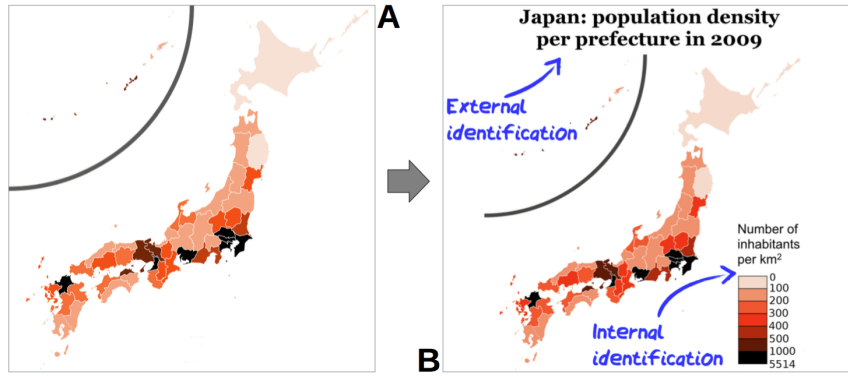 A
Japan: population density
per prefecture in 2009
External
identification
Number of
inhabitants
per km²
0
100
200
300
400
500
1000
5514
Internal
identification
B